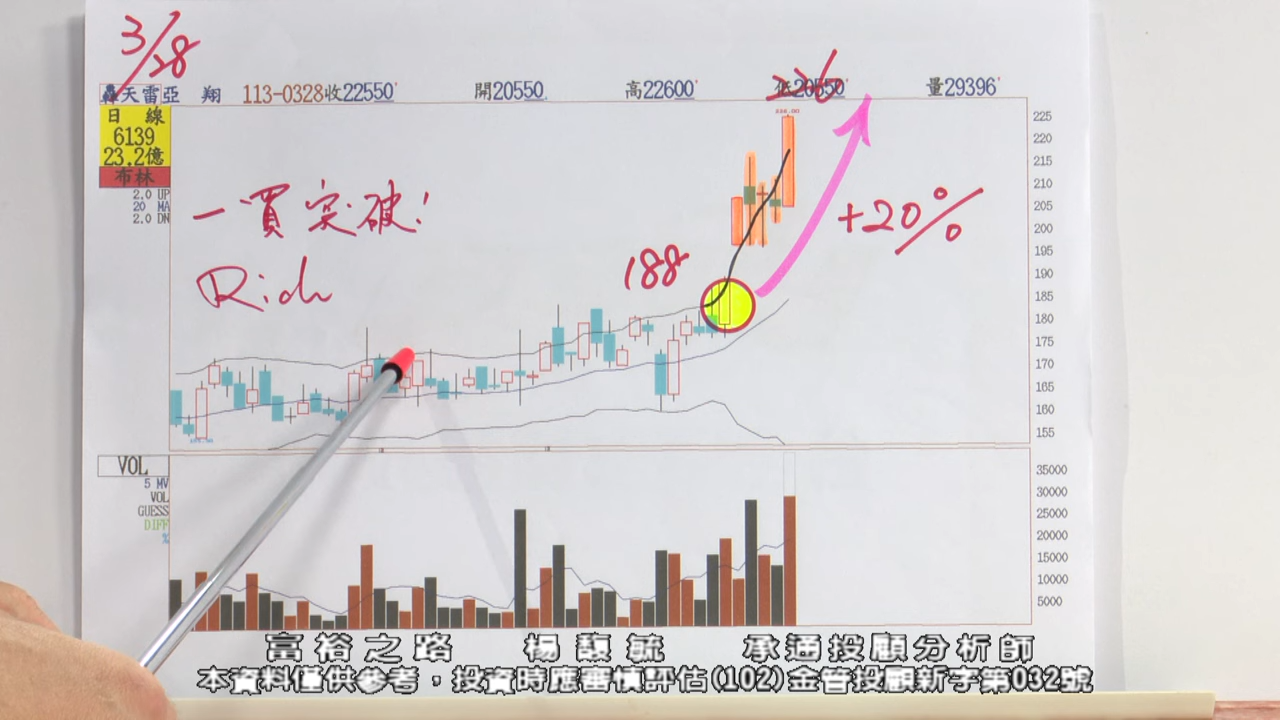 3/28
轟天雷亞 翔 113-0328收22550 開20550 高22600 低20550 量29396
226
日 線
6139
23.2億
布林
2.0 UP
20 MA
2.0 DN
一買突破!
Rich
188
+20%
226.00
225
220
215
210
205
200
195
190
185
180
175
170
165
160
155
VOL
5 MV
VOL
GUESS
DIFF
%
35000
30000
25000
20000
15000
10000
5000
富裕之路 楊馥毓 承通投顧分析師
本資料僅供參考,投資時應審慎評估(102)金管投顧新字第032號